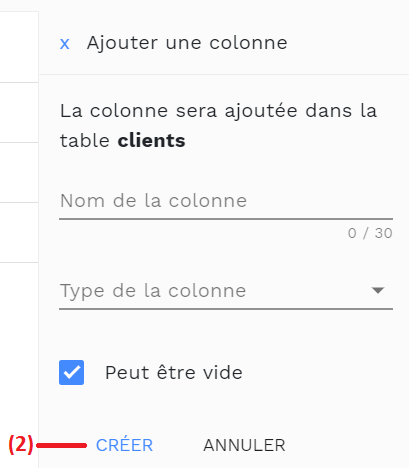 x Ajouter une colonne
La colonne sera ajoutée dans la
table clients
Nom de la colonne
0 / 30
Type de la colonne
Peut être vide
(2) CRÉER ANNULER